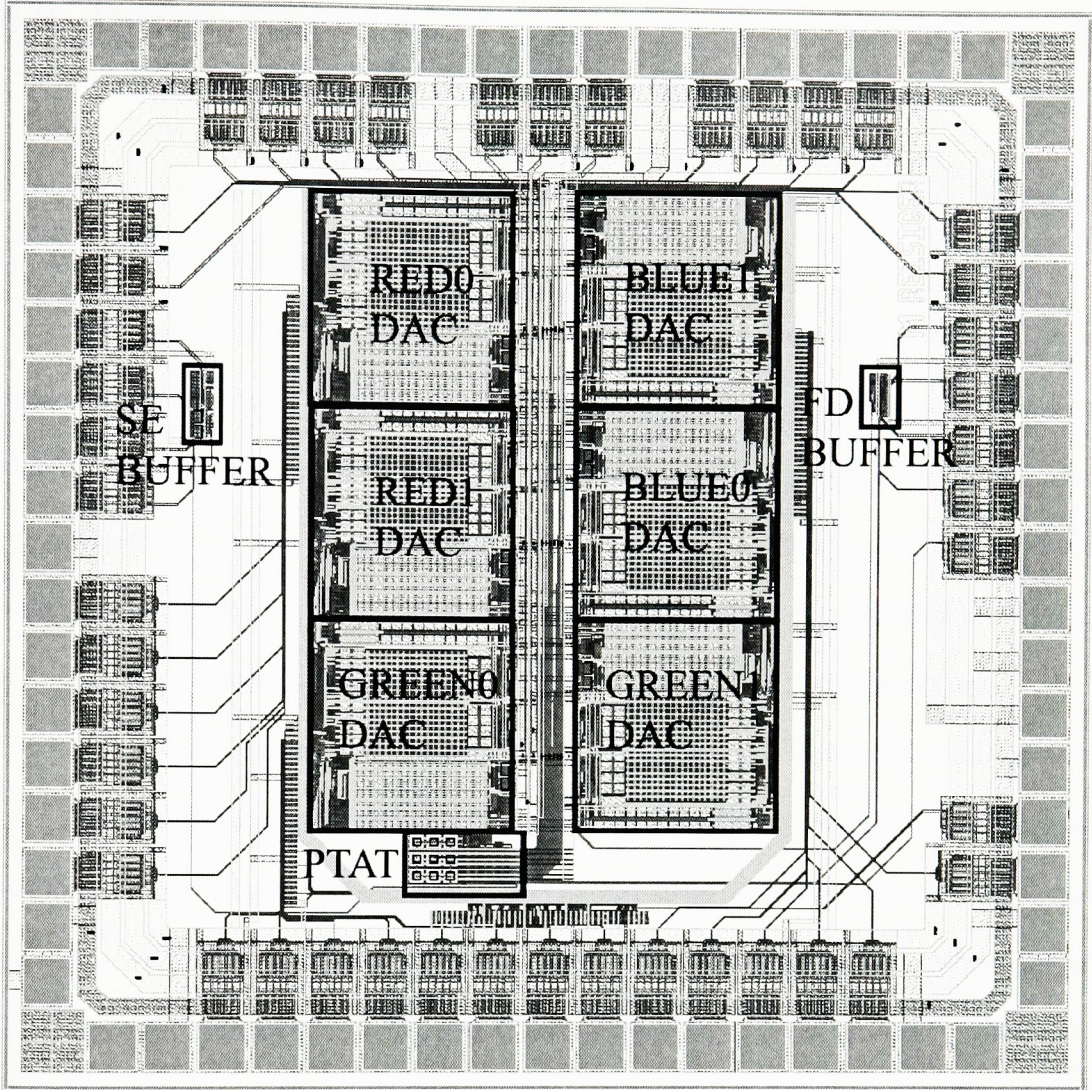 RED0
DAC
BLUE1
DAC
SE
BUFFER
FD
BUFFER
RED1
DAC
BLUE0
DAC
GREEN0
DAC
GREEN1
DAC
PTAT